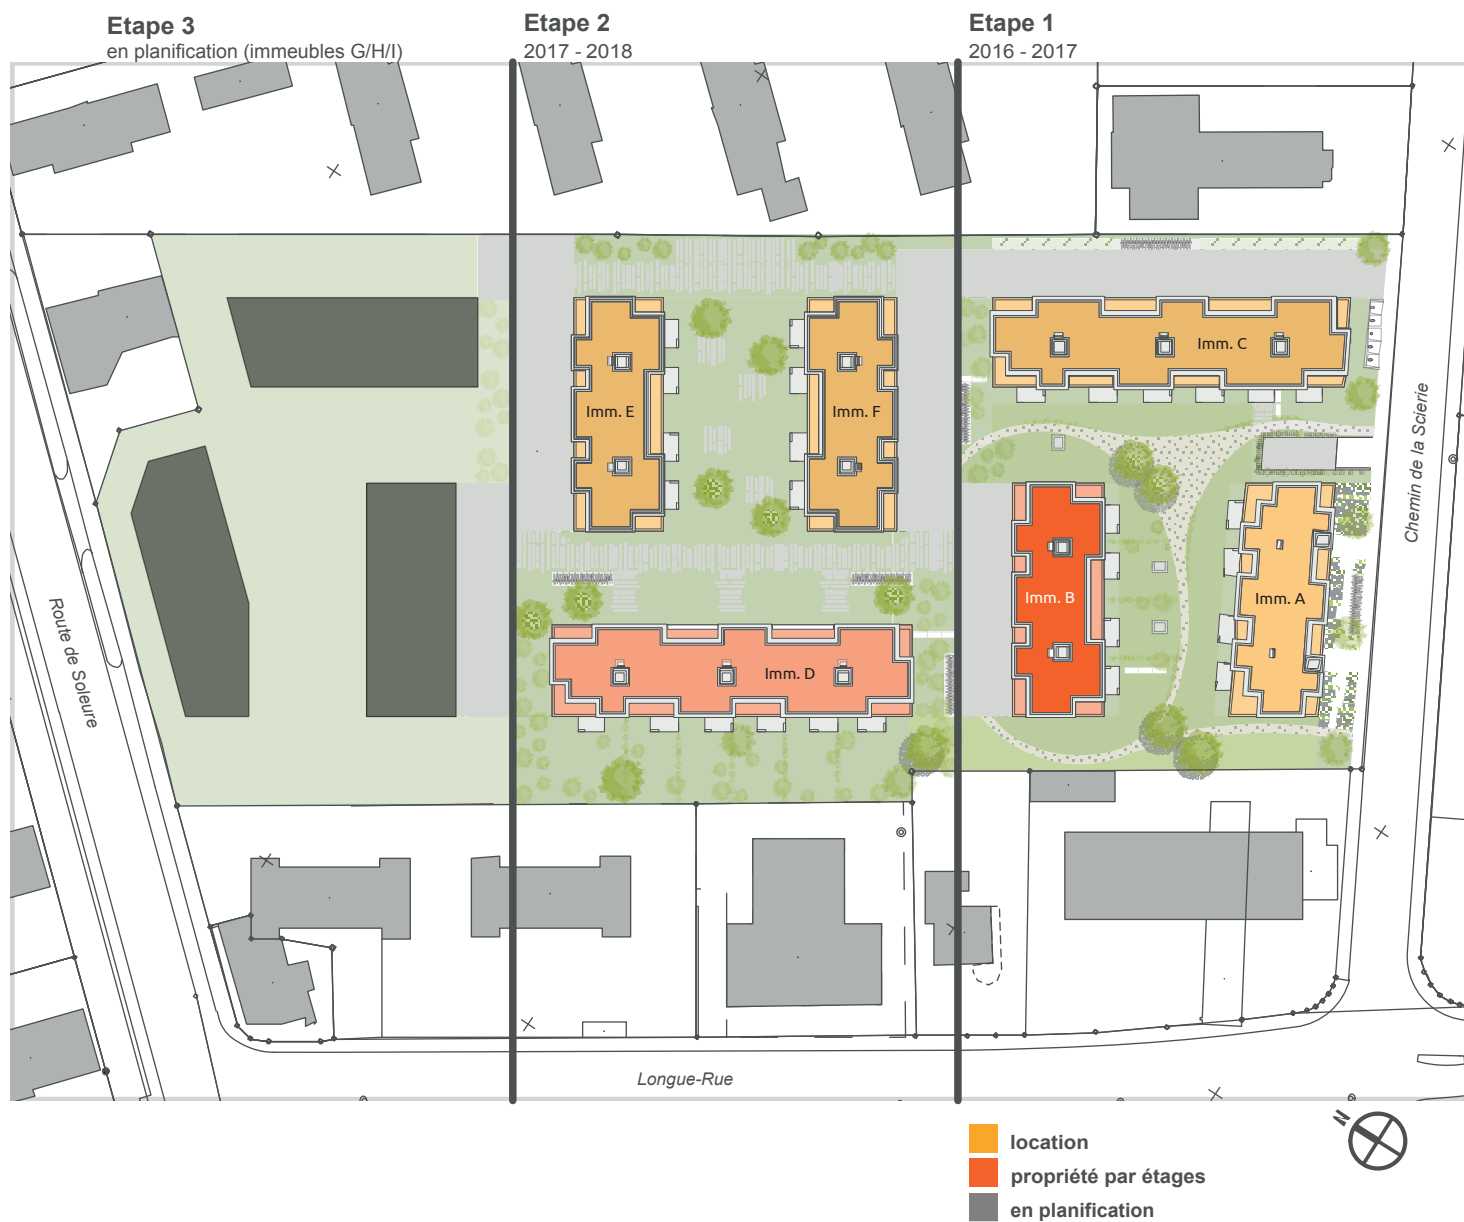 Etape 3
en planification (immeubles G/H/I)
Etape 2
2017 - 2018
Etape 1
2016 - 2017
Imm. C
Imm. E
Imm. F
Chemin de la Scierie
Imm. B
Imm. A
Route de Soleure
Imm. D
Longue-Rue
N
location
propriété par étages
en planification